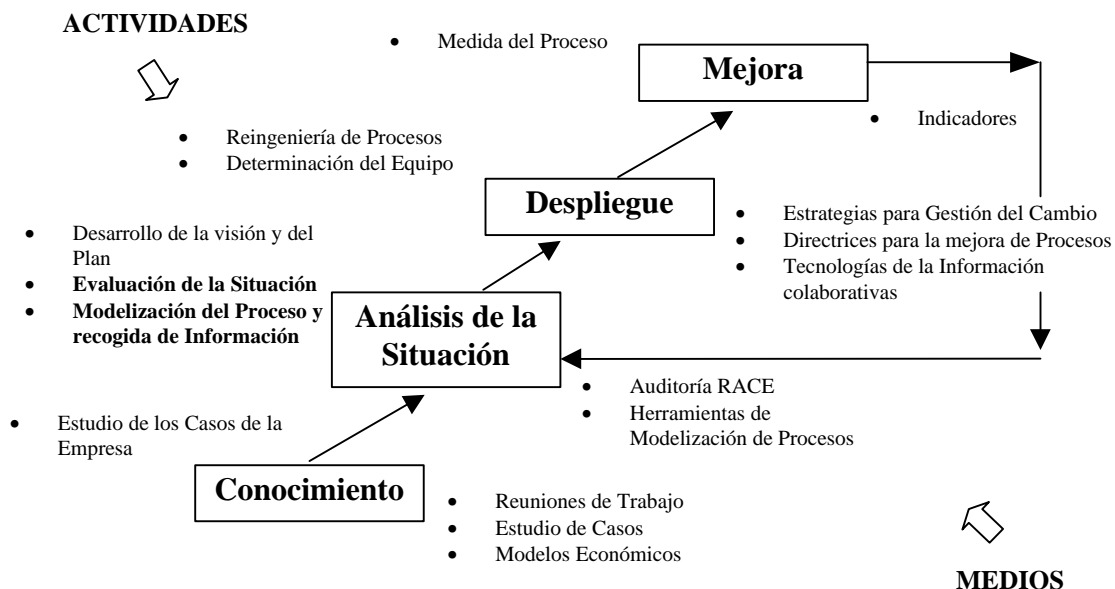 ACTIVIDADES
• Medida del Proceso
Mejora
• Indicadores
• Reingeniería de Procesos
• Determinación del Equipo
Despliegue
• Estrategias para Gestión del Cambio
• Directrices para la mejora de Procesos
• Tecnologías de la Información
colaborativas
• Desarrollo de la visión y del
Plan
• Evaluación de la Situación
• Modelización del Proceso y
recogida de Información
Análisis de la
Situación
• Auditoría RACE
• Herramientas de
Modelización de Procesos
• Estudio de los Casos de la
Empresa
Conocimiento
• Reuniones de Trabajo
• Estudio de Casos
• Modelos Económicos
MEDIOS